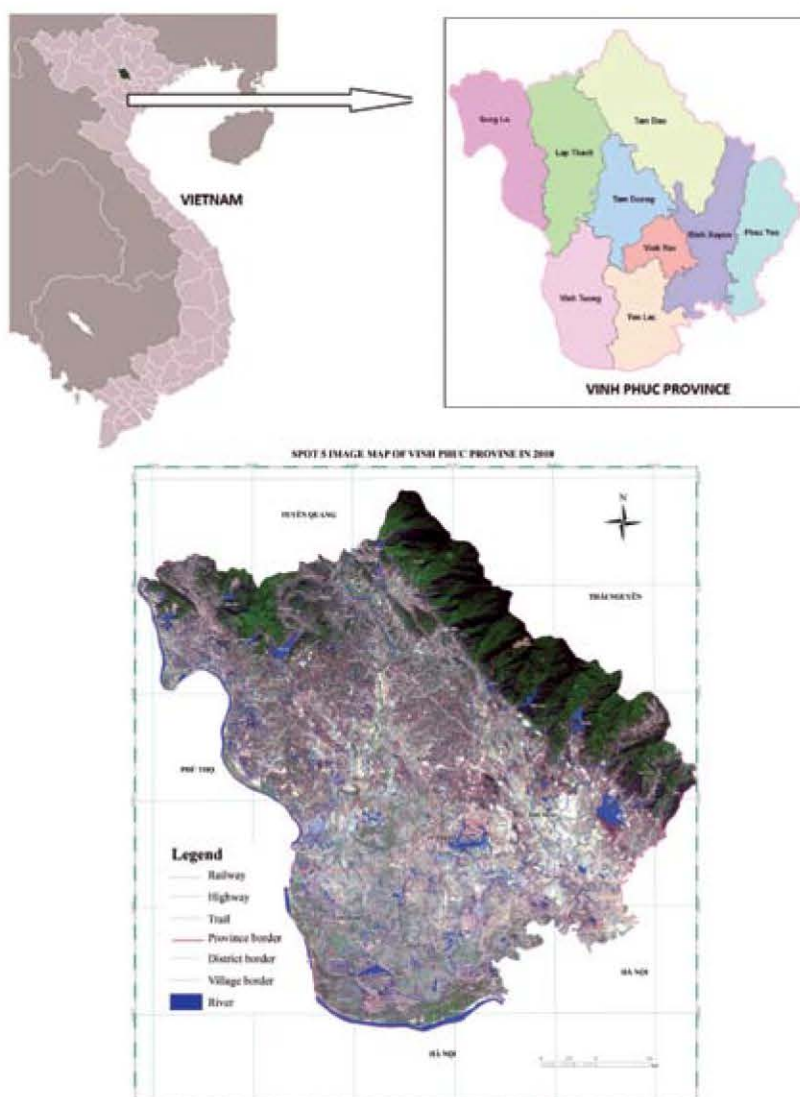 VIETNAM
Song Lo
Lap Thach
Tam Dao
Tam Duong
Binh Xuyen
Phuc Yen
Vinh Yen
Vinh Tuong
Yen Lac
VINH PHUC PROVINCE
SPOT 5 IMAGE MAP OF VINH PHUC PROVINE IN 2010
TUYÊN QUANG
N
THÁI NGUYÊN
PHÚ THỌ
Legend
Railway
Highway
Trail
Province border
District border
Village border
River
HÀ NỘI
HÀ NỘI